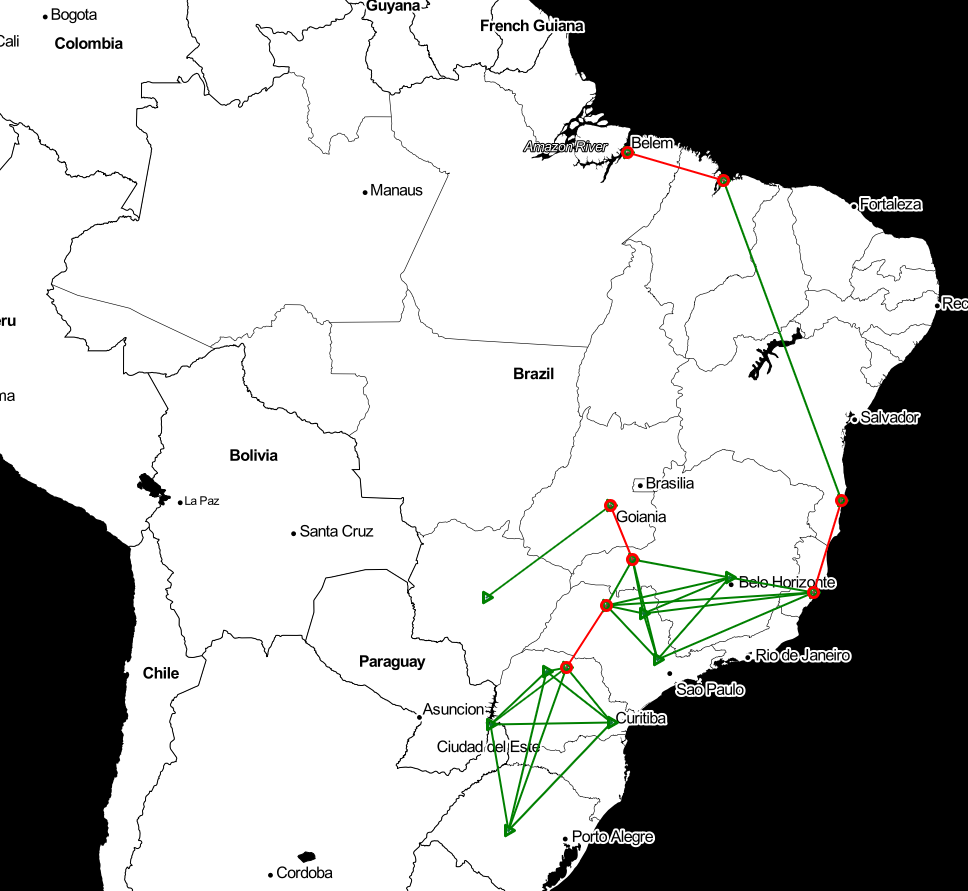 Guyana
Bogota
French Guiana
Cali
Colombia
Belem
Amazon River
Manaus
Fortaleza
Rec
eru
Brazil
ma
Salvador
Bolivia
Brasilia
La Paz
Goiania
Santa Cruz
Belo Horizonte
Rio de Janeiro
Paraguay
Chile
Sao Paulo
Asuncion
Curitiba
Ciudad del Este
Porto Alegre
Cordoba